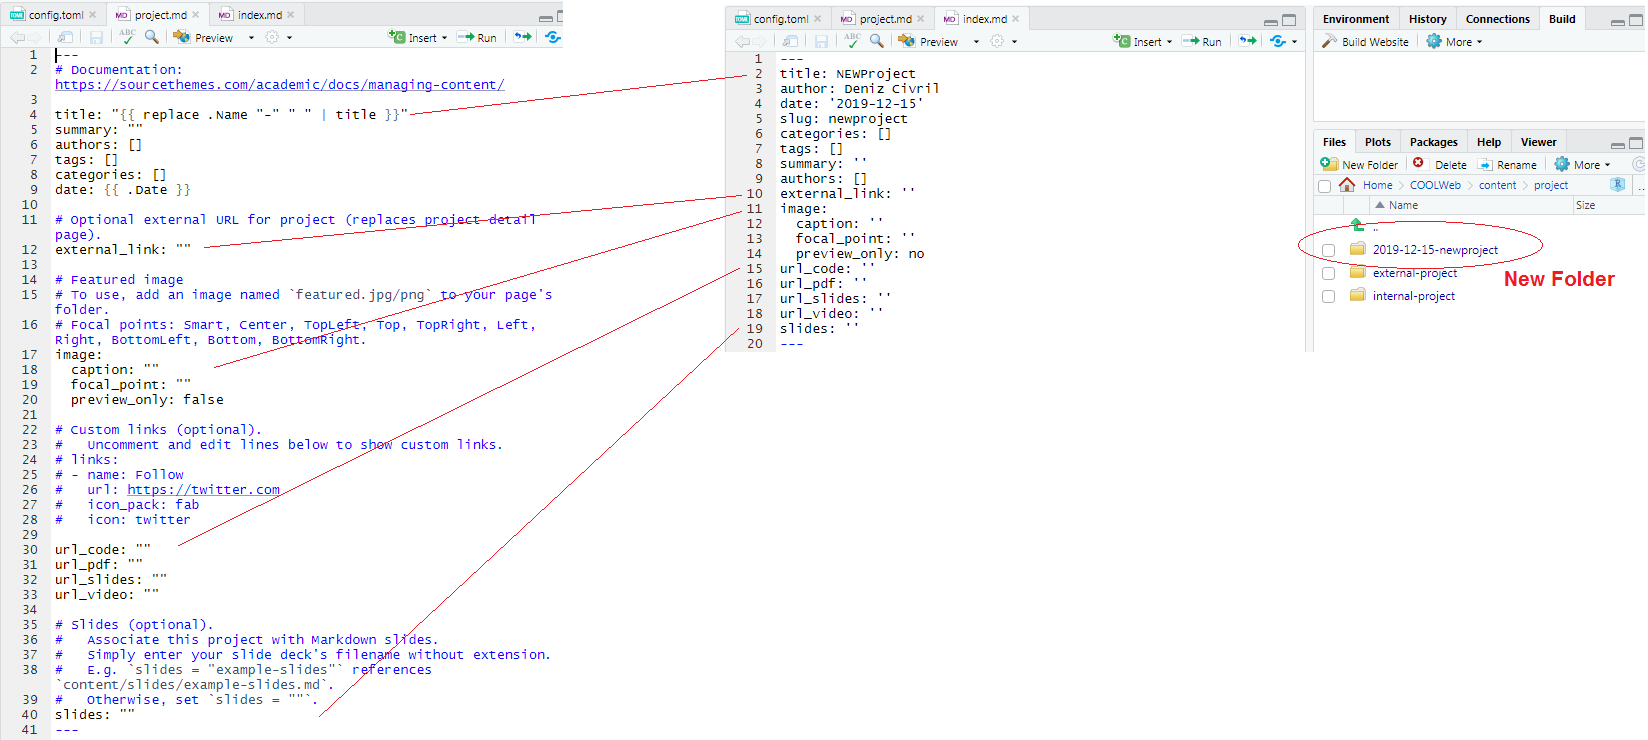 config.toml
project.md
index.md
Preview
Insert
Run
1 ---
2 # Documentation:
https://sourcethemes.com/academic/docs/managing-content/
3
4 title: "{{ replace .Name "-" " " | title }}"
5 summary: ""
6 authors: []
7 tags: []
8 categories: []
9 date: {{ .Date }}
10
11 # Optional external URL for project (replaces project detail
page).
12 external_link: ""
13
14 # Featured image
15 # To use, add an image named `featured.jpg/png` to your page's
folder.
16 # Focal points: Smart, Center, TopLeft, Top, TopRight, Left,
Right, BottomLeft, Bottom, BottomRight.
17 image:
18   caption: ""
19   focal_point: ""
20   preview_only: false
21
22 # Custom links (optional).
23 #   Uncomment and edit lines below to show custom links.
24 # links:
25 # - name: Follow
26 #   url: https://twitter.com
27 #   icon_pack: fab
28 #   icon: twitter
29
30 url_code: ""
31 url_pdf: ""
32 url_slides: ""
33 url_video: ""
34
35 # Slides (optional).
36 #   Associate this project with Markdown slides.
37 #   Simply enter your slide deck's filename without extension.
38 #   E.g. `slides = "example-slides"` references
`content/slides/example-slides.md`.
39 #   Otherwise, set `slides = ""`.
40 slides: ""
41 ---
config.toml
project.md
index.md
Preview
Insert
Run
1 ---
2 title: NEWProject
3 author: Deniz Civril
4 date: '2019-12-15'
5 slug: newproject
6 categories: []
7 tags: []
8 summary: ''
9 authors: []
10 external_link: ''
11 image:
12   caption: ''
13   focal_point: ''
14   preview_only: no
15 url_code: ''
16 url_pdf: ''
17 url_slides: ''
18 url_video: ''
19 slides: ''
20 ---
Environment History Connections Build
Build Website More
Files Plots Packages Help Viewer
New Folder Delete Rename More
Home COOLWeb content project
Name Size
..
2019-12-15-newproject
external-project
New Folder
internal-project